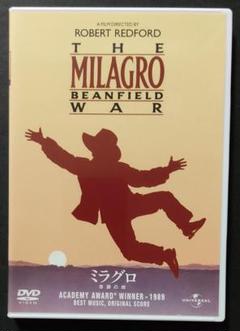 A FILM DIRECTED BY
ROBERT REDFORD
THE
MILAGRO
BEANFIELD
WAR
ミラグロ
奇跡の地
ACADEMY AWARD WINNER-1989
BEST MUSIC, ORIGINAL SCORE
DVD
VIDEO
UNIVERSAL